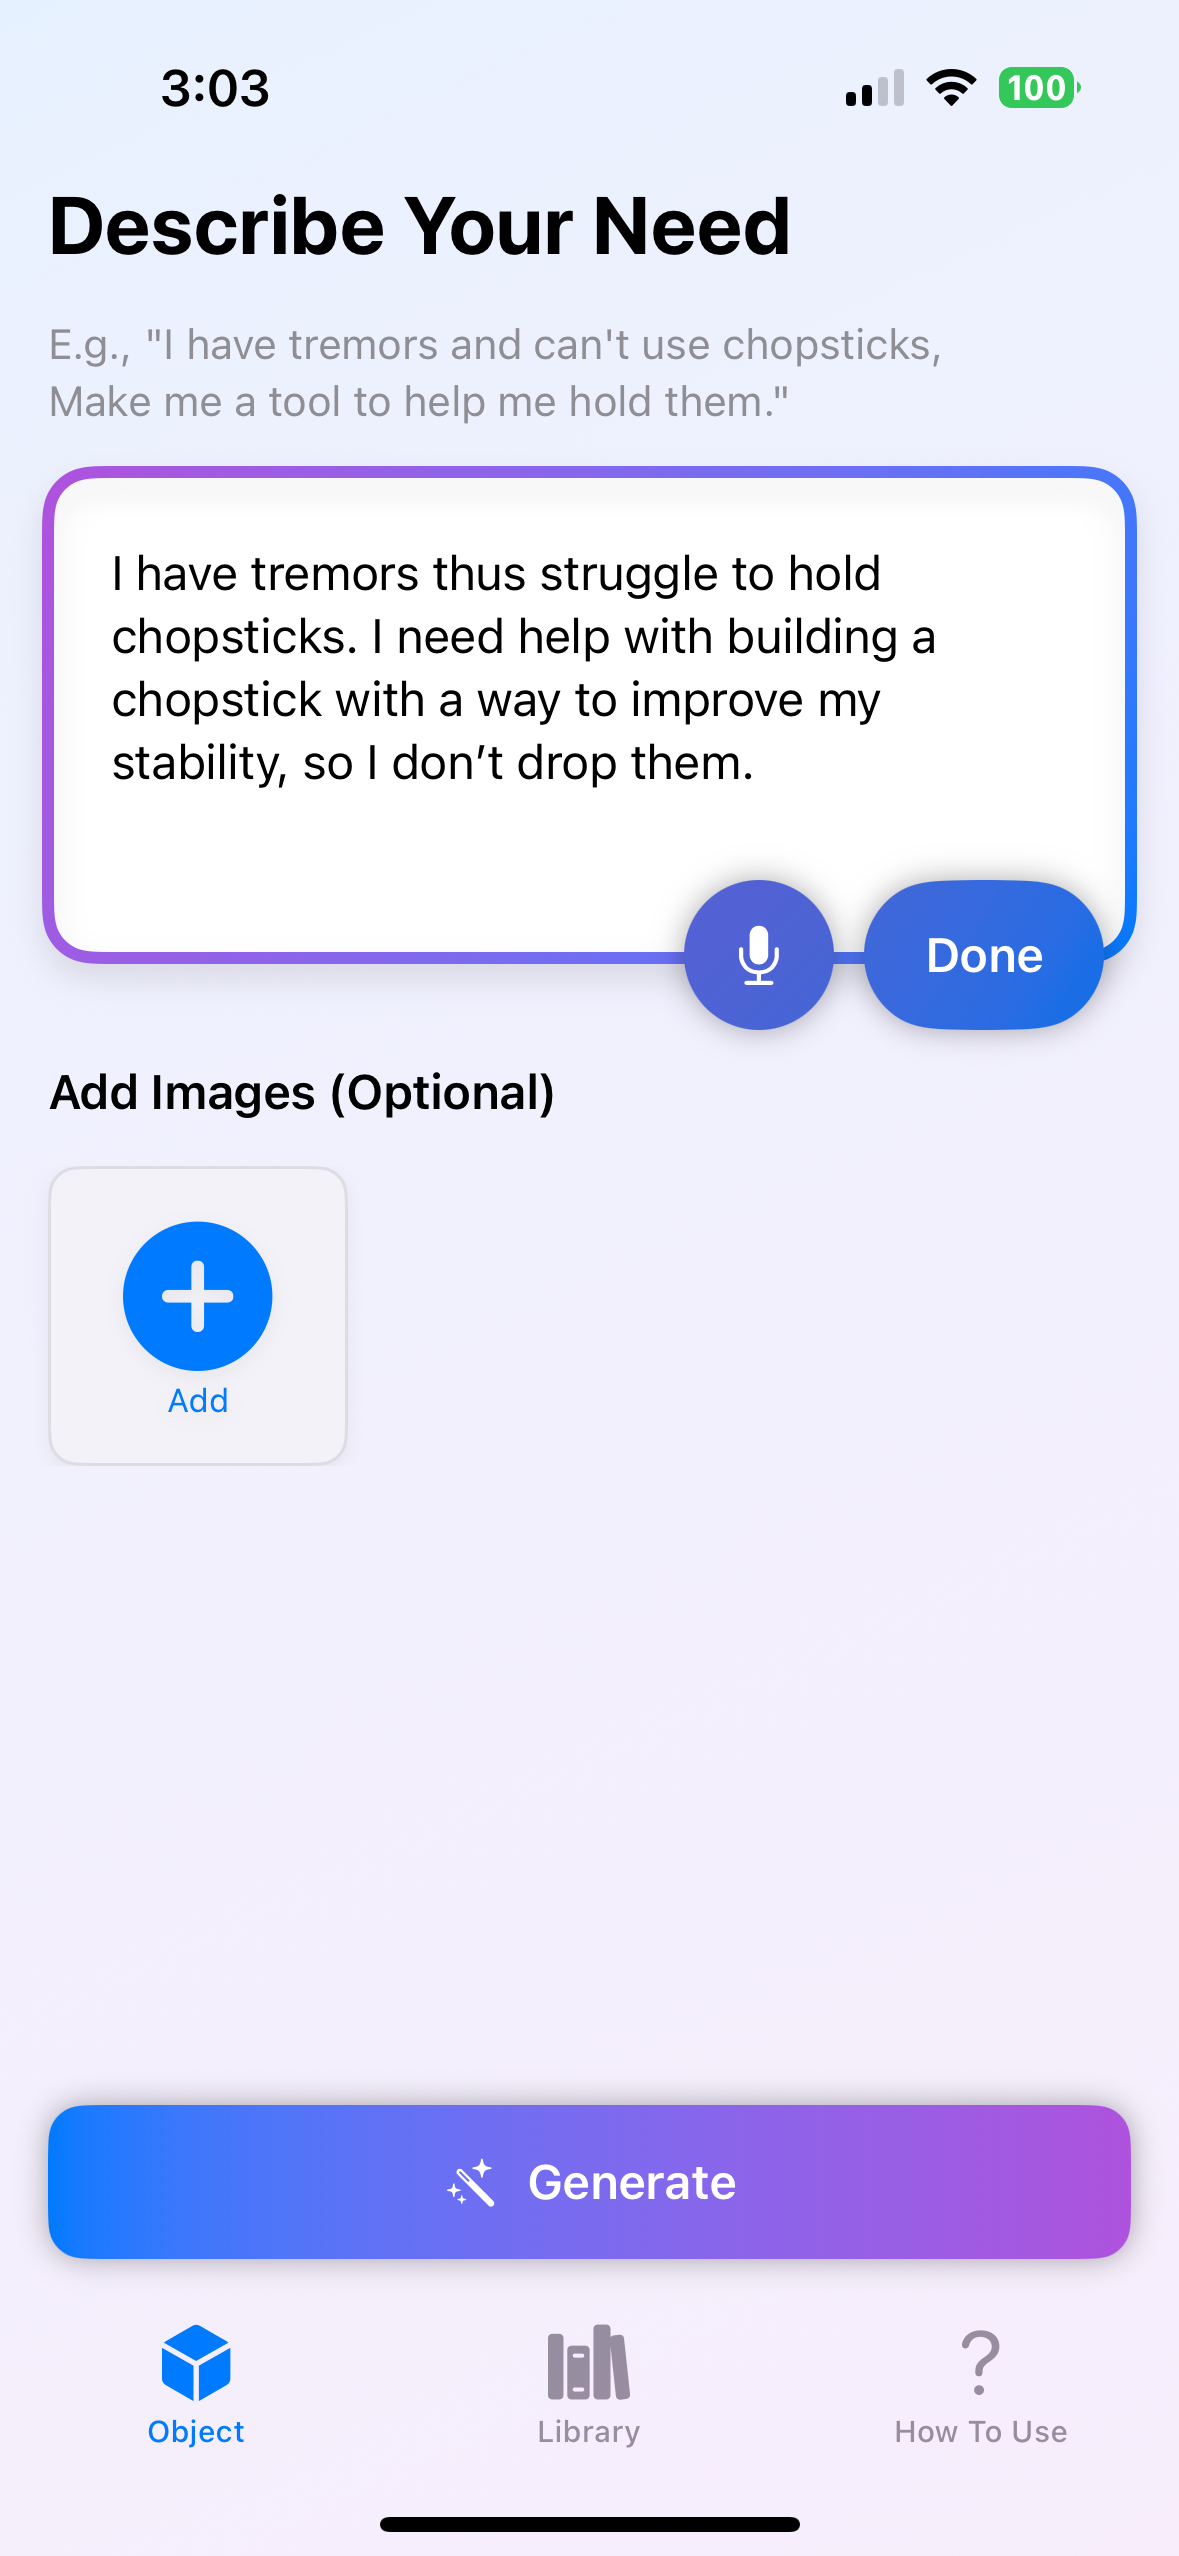 3:03
100
Describe Your Need
E.g., "I have tremors and can't use chopsticks,
Make me a tool to help me hold them."
I have tremors thus struggle to hold
chopsticks. I need help with building a
chopstick with a way to improve my
stability, so I don’t drop them.
Done
Add Images (Optional)
Add
Generate
Object
Library
How To Use